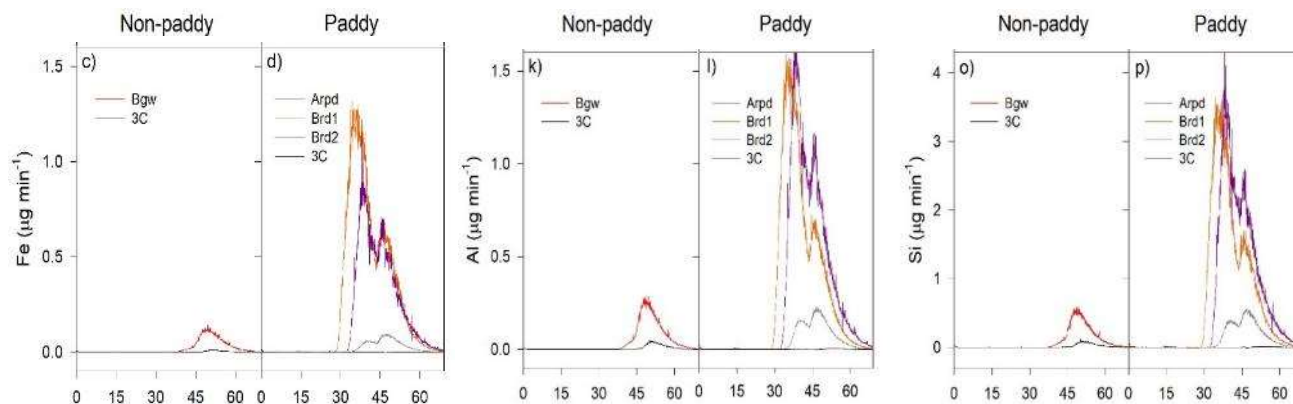 Non-paddy Paddy
c) d)
1.5
1.0
0.5
0.0
Fe (µg min⁻¹)
Bgw
3C
Arpd
Brd1
Brd2
3C
0 15 30 45 60 0 15 30 45 60
Non-paddy Paddy
k) l)
1.5
1.0
0.5
0.0
Al (µg min⁻¹)
Bgw
3C
Arpd
Brd1
Brd2
3C
0 15 30 45 60 0 15 30 45 60
Non-paddy Paddy
o) p)
4
3
2
1
0
Si (µg min⁻¹)
Bgw
3C
Arpd
Brd1
Brd2
3C
0 15 30 45 60 0 15 30 45 60